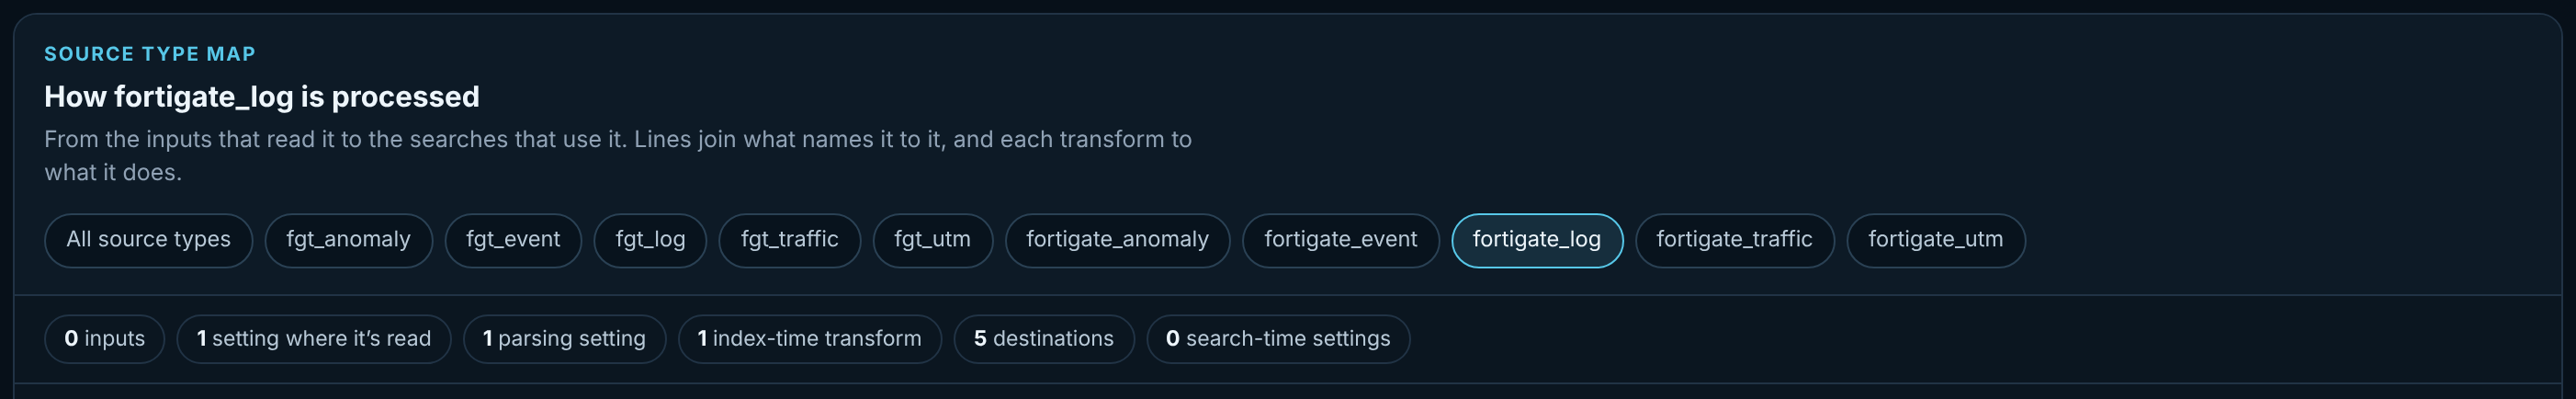 SOURCE TYPE MAP
How fortigate_log is processed
From the inputs that read it to the searches that use it. Lines join what names it to it, and each transform to
what it does.
All source types fgt_anomaly fgt_event fgt_log fgt_traffic fgt_utm fortigate_anomaly fortigate_event fortigate_log fortigate_traffic fortigate_utm
0 inputs 1 setting where it’s read 1 parsing setting 1 index-time transform 5 destinations 0 search-time settings